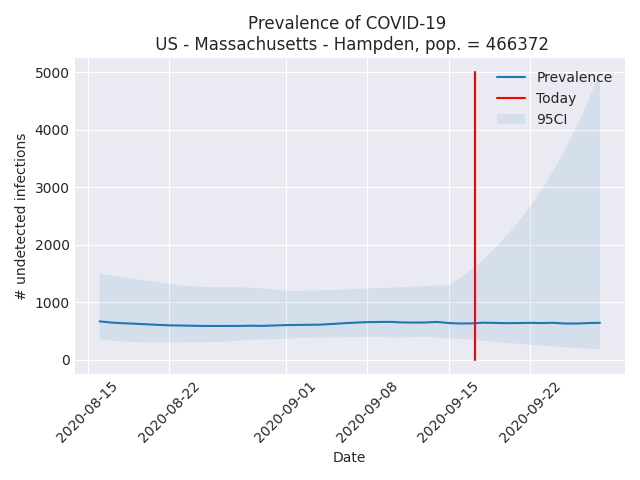 Prevalence of COVID-19
US - Massachusetts - Hampden, pop. = 466372
Prevalence
Today
95CI
5000
4000
3000
2000
1000
0
# undetected infections
2020-08-15
2020-08-22
2020-09-01
2020-09-08
2020-09-15
2020-09-22
Date